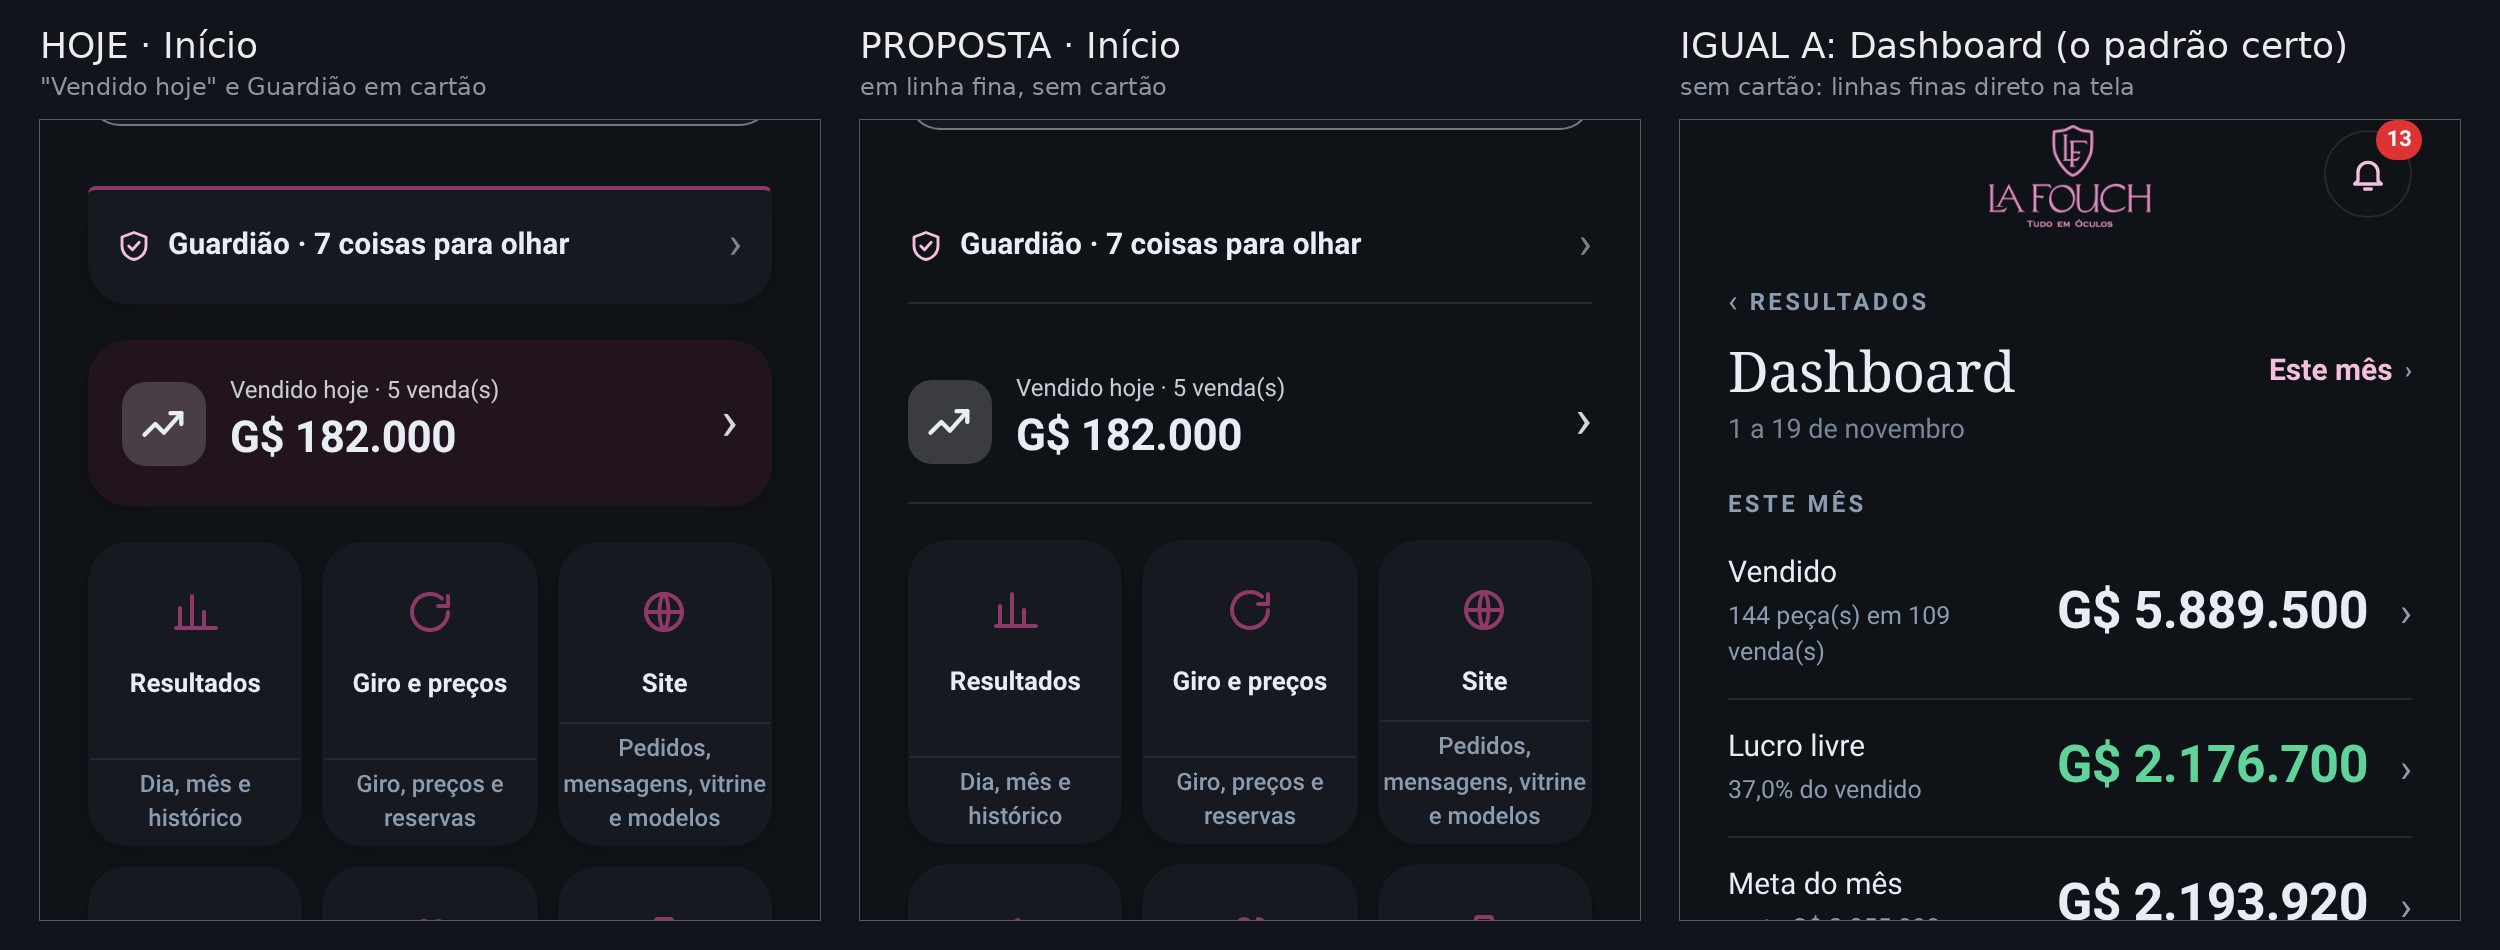 HOJE · Início
"Vendido hoje" e Guardião em cartão
Guardião · 7 coisas para olhar
Vendido hoje · 5 venda(s)
G$ 182.000
Resultados
Giro e preços
Site
Dia, mês e
histórico
Giro, preços e
reservas
Pedidos,
mensagens, vitrine
e modelos
PROPOSTA · Início
em linha fina, sem cartão
Guardião · 7 coisas para olhar
Vendido hoje · 5 venda(s)
G$ 182.000
Resultados
Giro e preços
Site
Dia, mês e
histórico
Giro, preços e
reservas
Pedidos,
mensagens, vitrine
e modelos
IGUAL A: Dashboard (o padrão certo)
sem cartão: linhas finas direto na tela
LF
LA FOUCH
TUDO EM ÓCULOS
13
‹ RESULTADOS
Dashboard
Este mês ›
1 a 19 de novembro
ESTE MÊS
Vendido
144 peça(s) em 109
venda(s)
G$ 5.889.500
Lucro livre
37,0% do vendido
G$ 2.176.700
Meta do mês
G$ 2.193.920